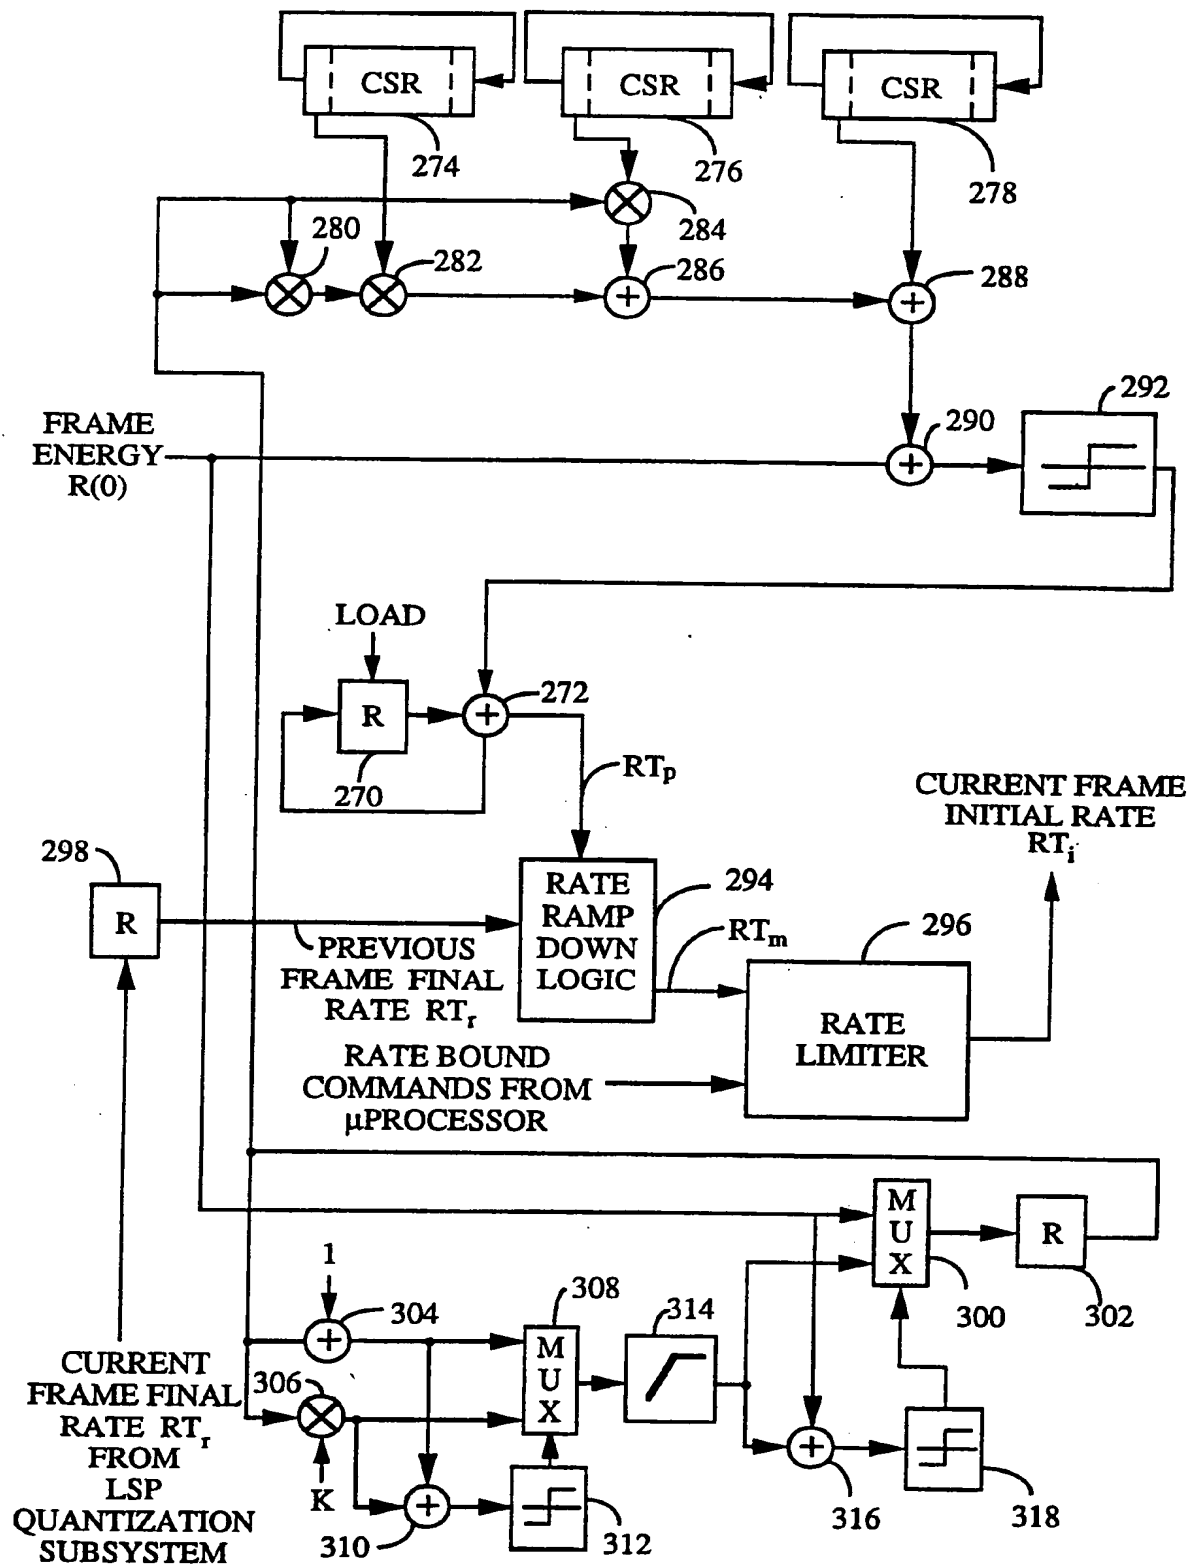 CSR
CSR
CSR
274
276
278
280
282
284
286
288
FRAME
ENERGY
R(0)
290
292
LOAD
R
270
272
RTp
CURRENT FRAME
INITIAL RATE
RTi
298
R
RATE
RAMP
DOWN
LOGIC
294
RTm
296
PREVIOUS
FRAME FINAL
RATE RTr
RATE
LIMITER
RATE BOUND
COMMANDS FROM
μPROCESSOR
M
U
X
300
R
302
1
304
308
M
U
X
314
306
K
310
312
316
318
CURRENT
FRAME FINAL
RATE RTr
FROM
LSP
QUANTIZATION
SUBSYSTEM